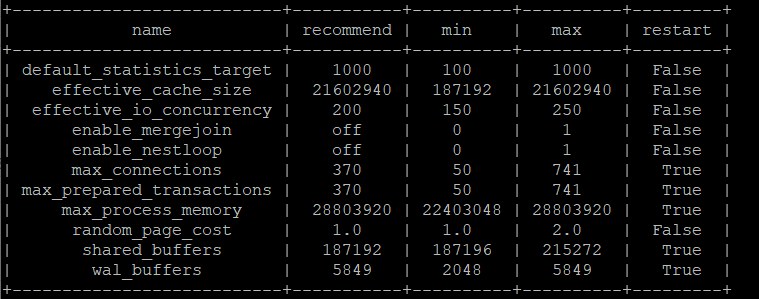 +---------------------------+-----------+----------+----------+---------+
| name | recommend | min | max | restart |
+---------------------------+-----------+----------+----------+---------+
| default_statistics_target | 1000 | 100 | 1000 | False |
| effective_cache_size | 21602940 | 187192 | 21602940 | False |
| effective_io_concurrency | 200 | 150 | 250 | False |
| enable_mergejoin | off | 0 | 1 | False |
| enable_nestloop | off | 0 | 1 | False |
| max_connections | 370 | 50 | 741 | True |
| max_prepared_transactions | 370 | 50 | 741 | True |
| max_process_memory | 28803920 | 22403048 | 28803920 | True |
| random_page_cost | 1.0 | 1.0 | 2.0 | False |
| shared_buffers | 187192 | 187196 | 215272 | True |
| wal_buffers | 5849 | 2048 | 5849 | True |
+---------------------------+-----------+----------+----------+---------+